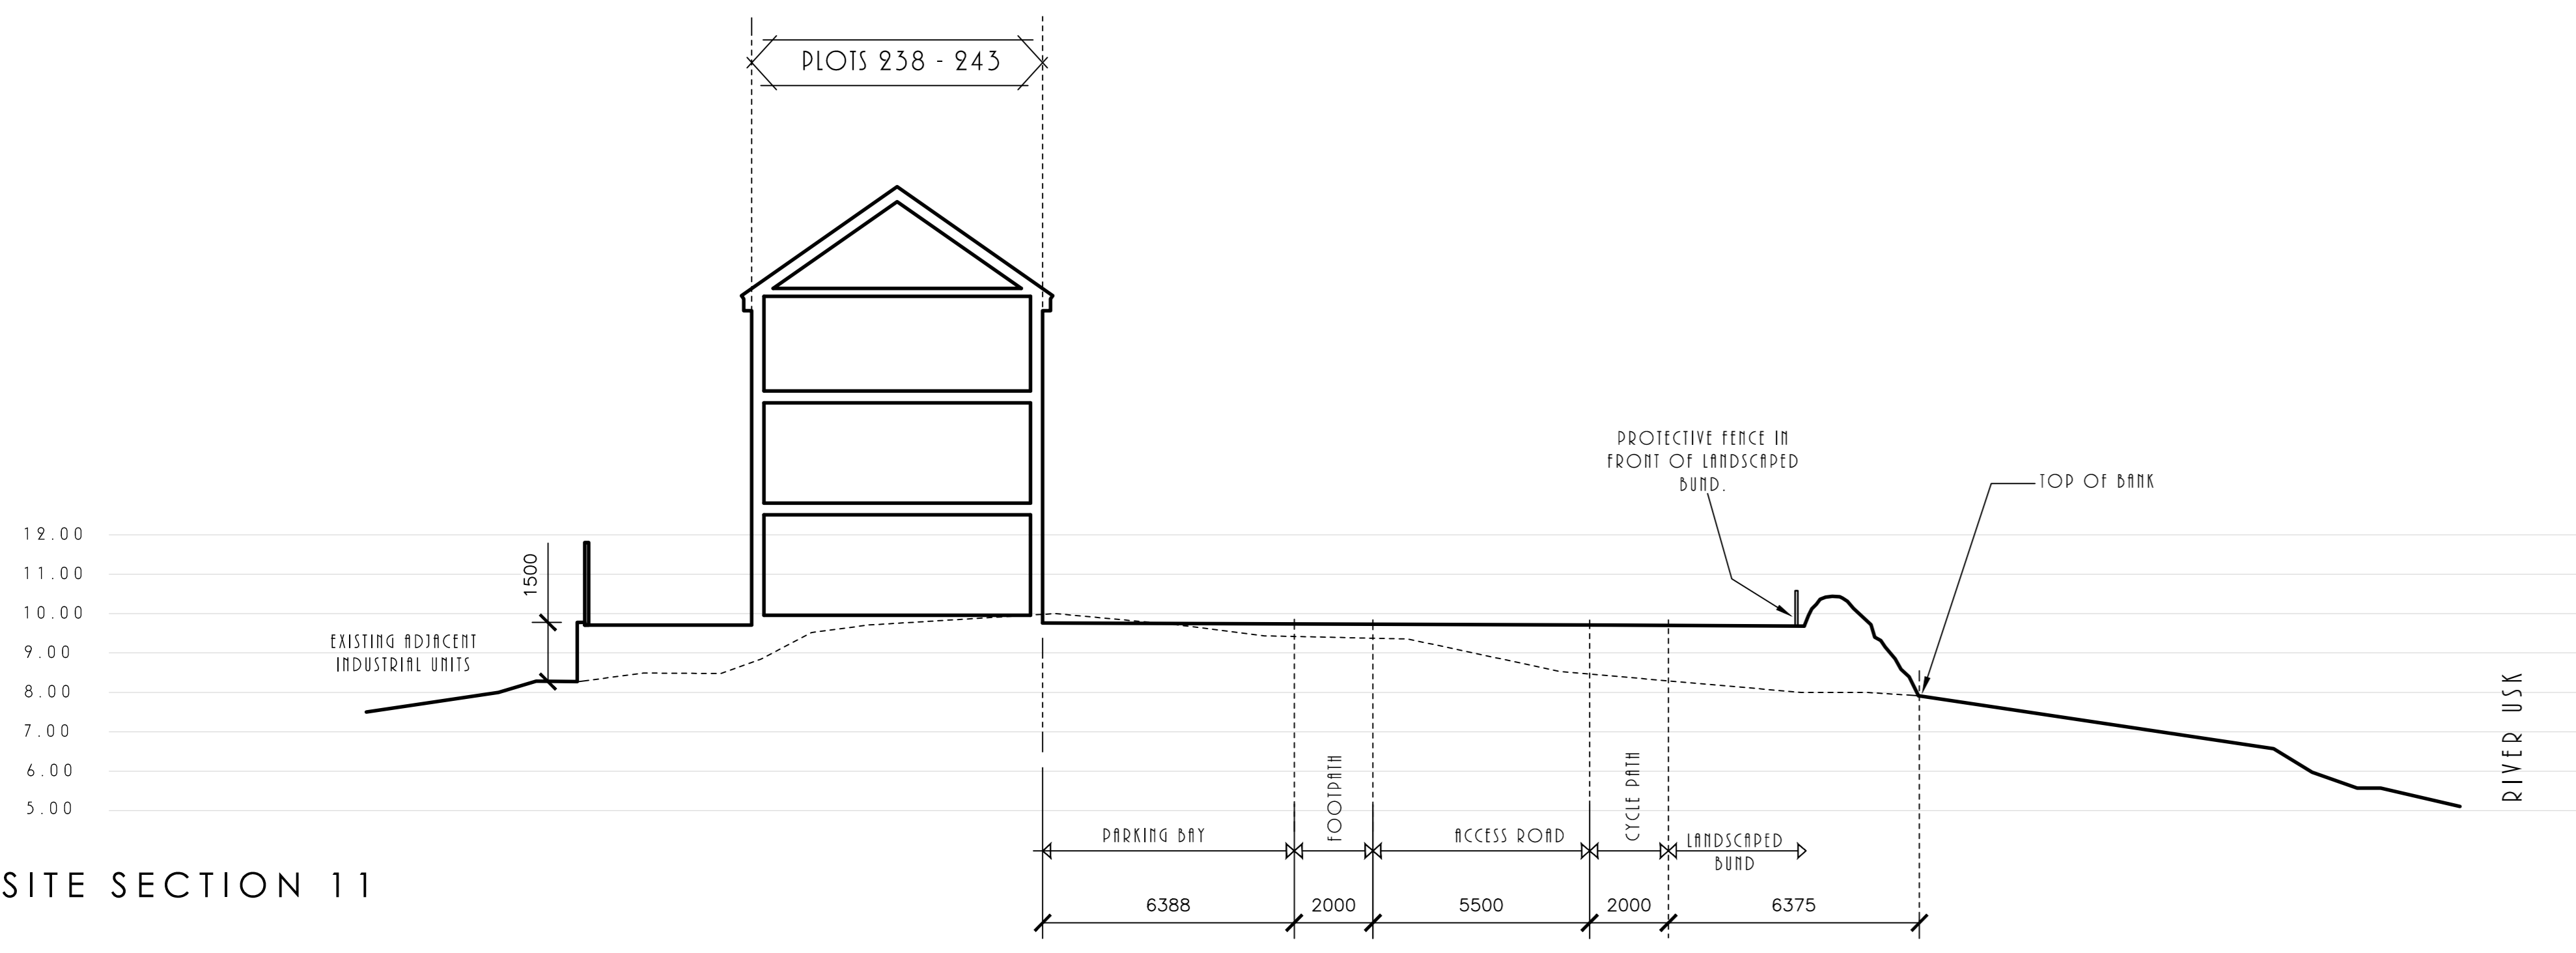 PLOTS 238 - 243
PROTECTIVE FENCE IN
FRONT OF LANDSCAPED
BUND.
TOP OF BANK
12.00
11.00
10.00
9.00
8.00
7.00
6.00
5.00
1500
EXISTING ADJACENT
INDUSTRIAL UNITS
RIVER USK
PARKING BAY
FOOTPATH
ACCESS ROAD
CYCLE PATH
LANDSCAPED
BUND
SITE SECTION 11
6388
2000
5500
2000
6375